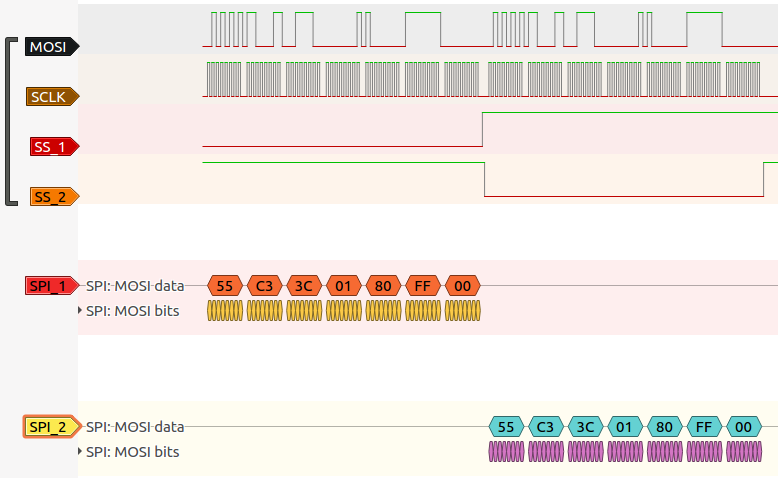 MOSI
SCLK
SS_1
SS_2
SPI_1 SPI: MOSI data 55 C3 3C 01 80 FF 00
SPI: MOSI bits
SPI_2 SPI: MOSI data 55 C3 3C 01 80 FF 00
SPI: MOSI bits